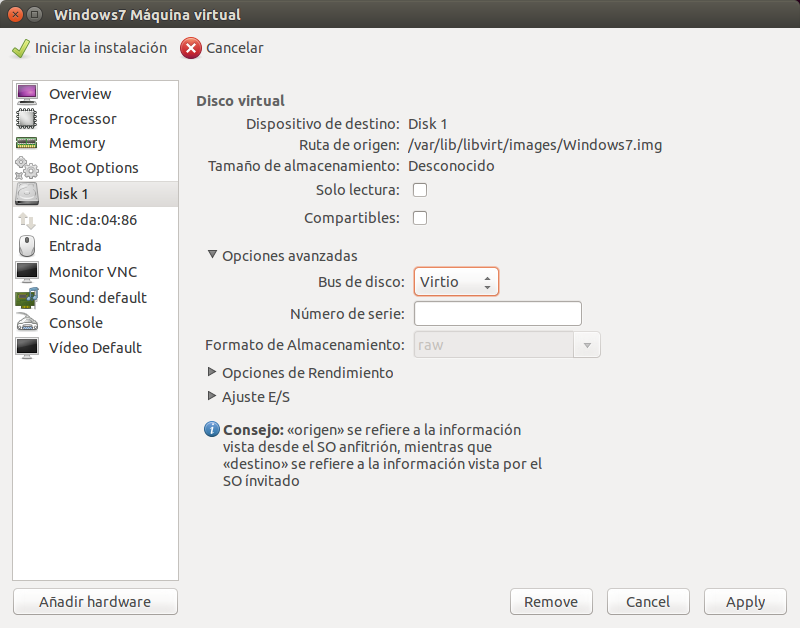 Windows7 Máquina virtual
Iniciar la instalación Cancelar
Overview
Processor
Memory
Boot Options
Disk 1
NIC :da:04:86
Entrada
Monitor VNC
Sound: default
Console
Vídeo Default
Añadir hardware
Disco virtual
Dispositivo de destino: Disk 1
Ruta de origen: /var/lib/libvirt/images/Windows7.img
Tamaño de almacenamiento: Desconocido
Solo lectura:
Compartibles:
Opciones avanzadas
Bus de disco: Virtio
Número de serie:
Formato de Almacenamiento: raw
Opciones de Rendimiento
Ajuste E/S
Consejo: «origen» se refiere a la información
vista desde el SO anfitrión, mientras que
«destino» se refiere a la información vista por el
SO ínvitado
Remove Cancel Apply